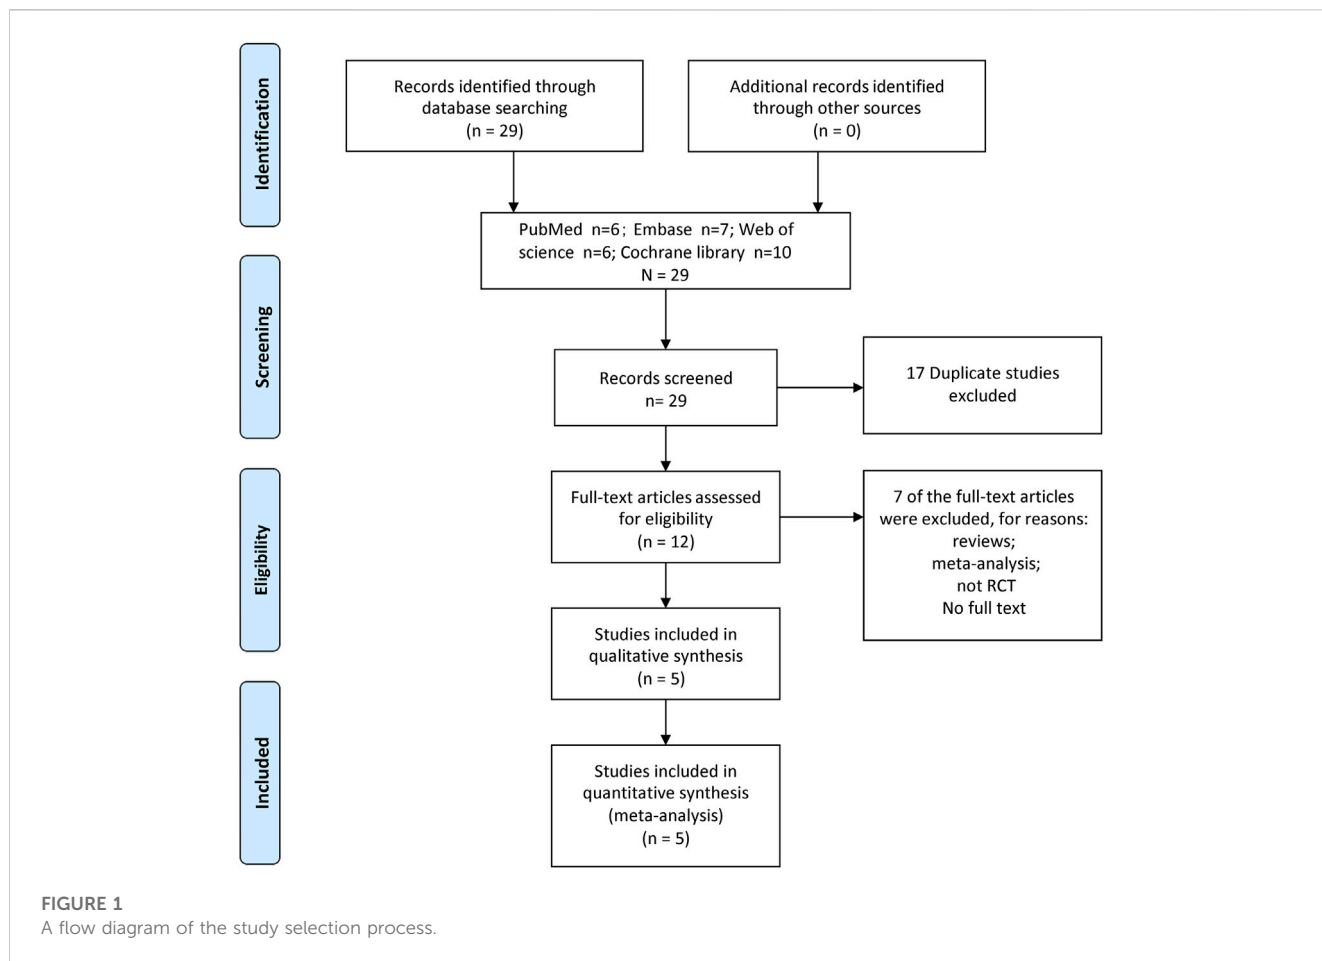 Identification
Records identified through
database searching
(n = 29)
Additional records identified
through other sources
(n = 0)
PubMed n=6; Embase n=7; Web of
science n=6; Cochrane library n=10
N = 29
Screening
Records screened
n= 29
17 Duplicate studies
excluded
Eligibility
Full-text articles assessed
for eligibility
(n = 12)
7 of the full-text articles
were excluded, for reasons:
reviews;
meta-analysis;
not RCT
No full text
Studies included in
qualitative synthesis
(n = 5)
Included
Studies included in
quantitative synthesis
(meta-analysis)
(n = 5)
FIGURE 1
A flow diagram of the study selection process.